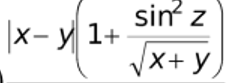 |x− y|(1+ sin² z / √(x+ y))